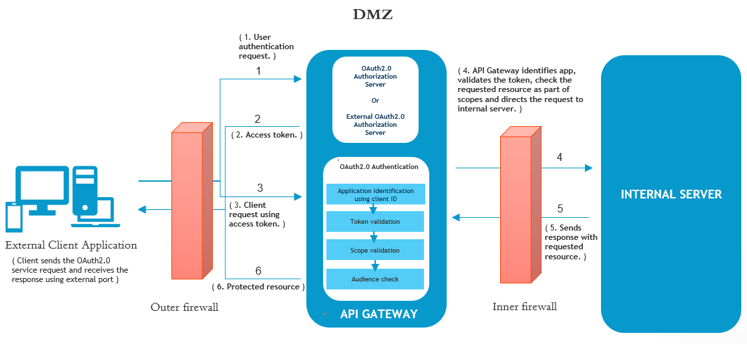 DMZ
( 1. User
authentication
request. )
1
2
( 2. Access token. )
3
( 3. Client
request using
access token. )
6
( 6. Protected resource )
External Client Application
( Client sends the OAuth2.0
service request and receives the
response using external port )
Outer firewall
OAuth2.0
Authorization
Server
Or
External OAuth2.0
Authorization
Server
OAuth2.0 Authentication
Application Identification
using client ID
Token validation
Scope validation
Audience check
API GATEWAY
( 4. API Gateway identifies app,
validates the token, check the
requested resource as part of
scopes and directs the request to
internal server. )
4
5
( 5. Sends
response with
requested
resource. )
Inner firewall
INTERNAL SERVER